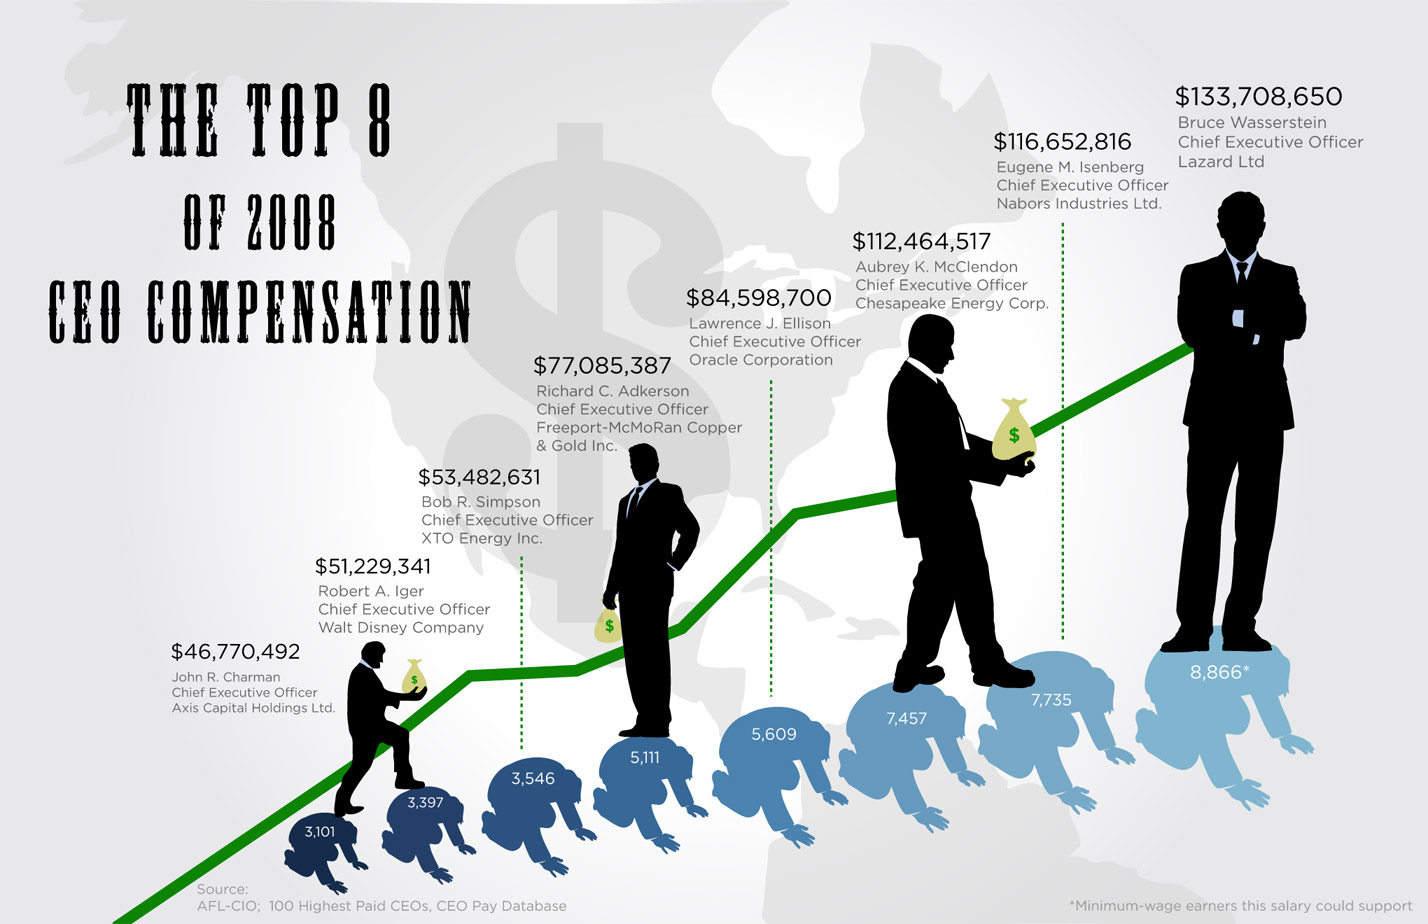 THE TOP 8
OF 2008
CEO COMPENSATION
$
$46,770,492
John R. Charman
Chief Executive Officer
Axis Capital Holdings Ltd.
$51,229,341
Robert A. Iger
Chief Executive Officer
Walt Disney Company
$53,482,631
Bob R. Simpson
Chief Executive Officer
XTO Energy Inc.
$77,085,387
Richard C. Adkerson
Chief Executive Officer
Freeport-McMoRan Copper
& Gold Inc.
$84,598,700
Lawrence J. Ellison
Chief Executive Officer
Oracle Corporation
$112,464,517
Aubrey K. McClendon
Chief Executive Officer
Chesapeake Energy Corp.
$116,652,816
Eugene M. Isenberg
Chief Executive Officer
Nabors Industries Ltd.
$133,708,650
Bruce Wasserstein
Chief Executive Officer
Lazard Ltd
$
$
$
3,101
3,397
3,546
5,111
5,609
7,457
7,735
8,866*
Source:
AFL-CIO; 100 Highest Paid CEOs, CEO Pay Database
*Minimum-wage earners this salary could support